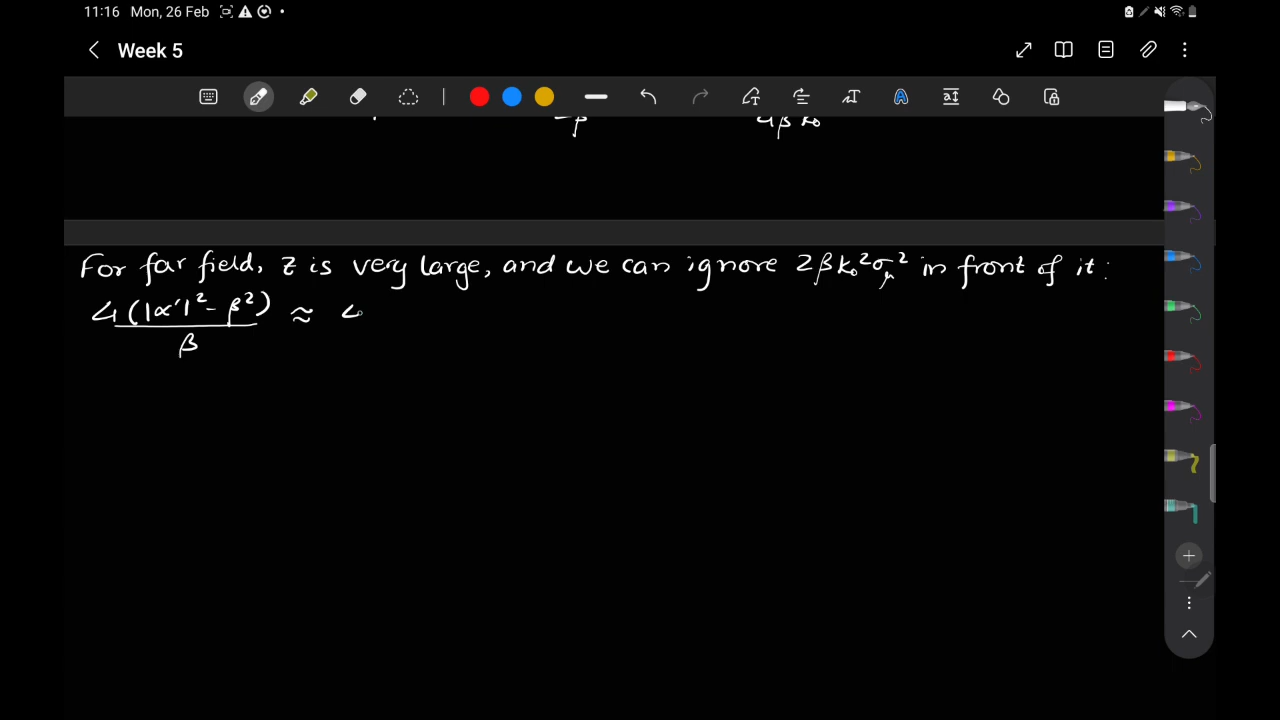 11:16 Mon, 26 Feb
Week 5
For far field, z is very large, and we can ignore 2βk₀²σμ² in front of it:
4(|α'|² - β²) ≈
β